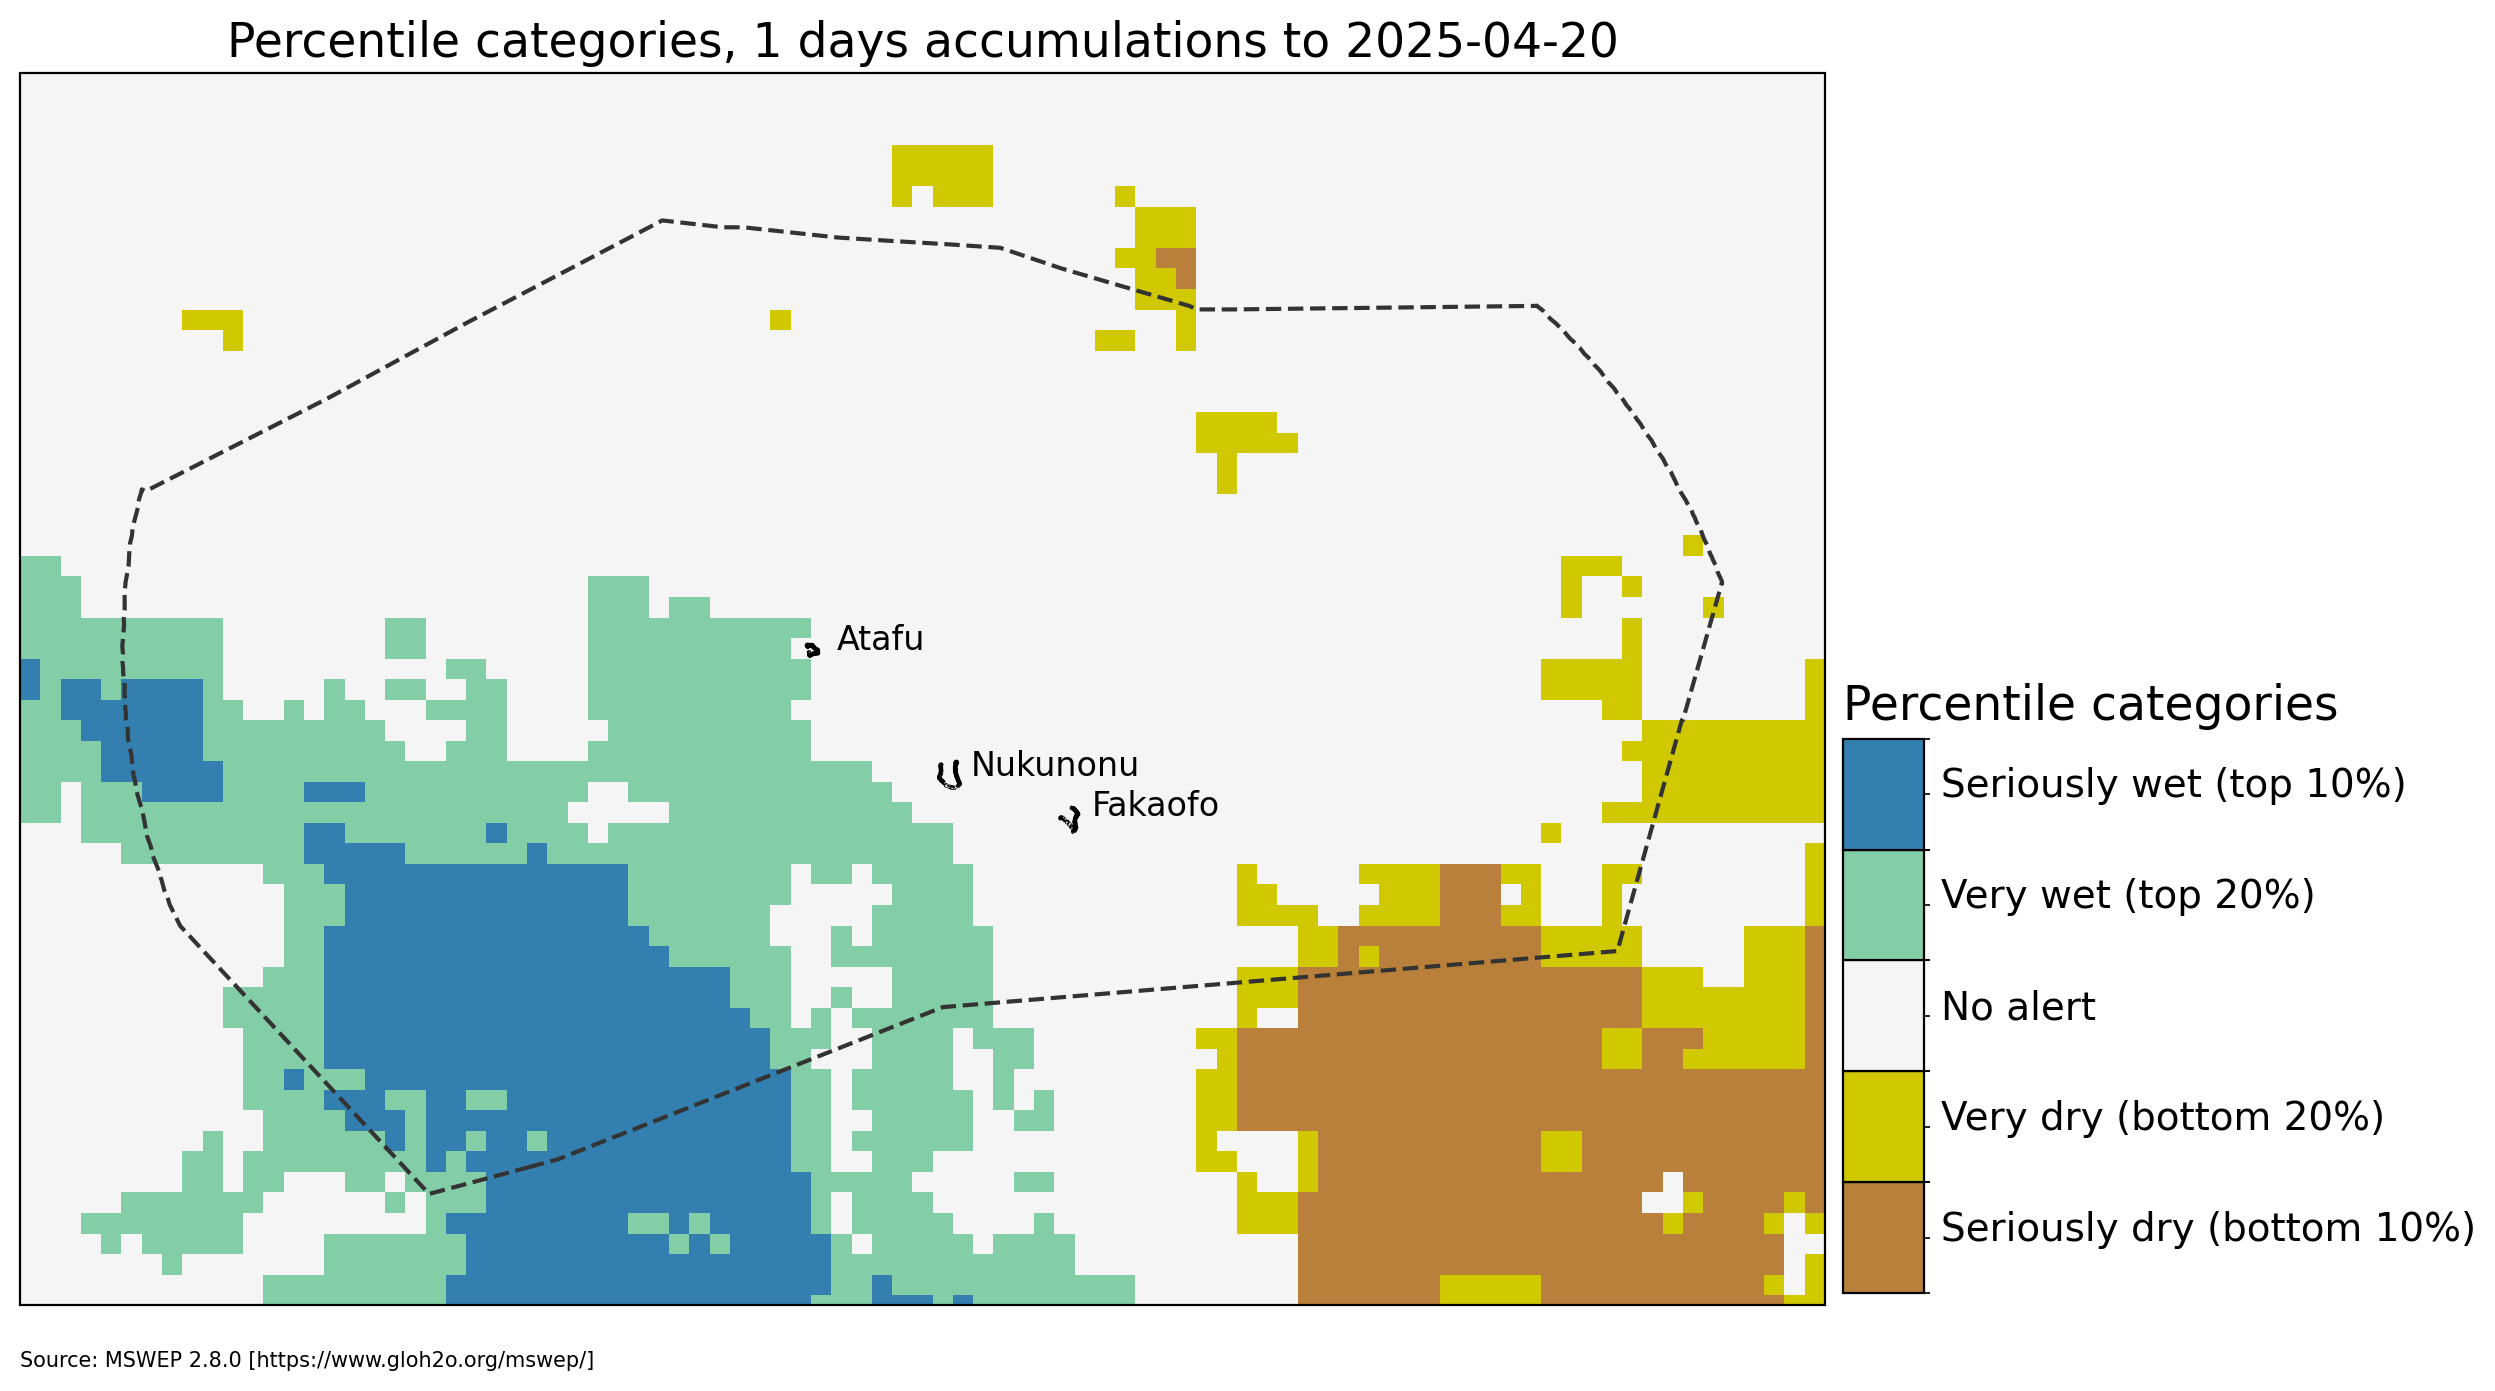 Percentile categories, 1 days accumulations to 2025-04-20
Atafu
Nukunonu
Fakaofo
Percentile categories
Seriously wet (top 10%)
Very wet (top 20%)
No alert
Very dry (bottom 20%)
Seriously dry (bottom 10%)
Source: MSWEP 2.8.0 [https://www.gloh2o.org/mswep/]